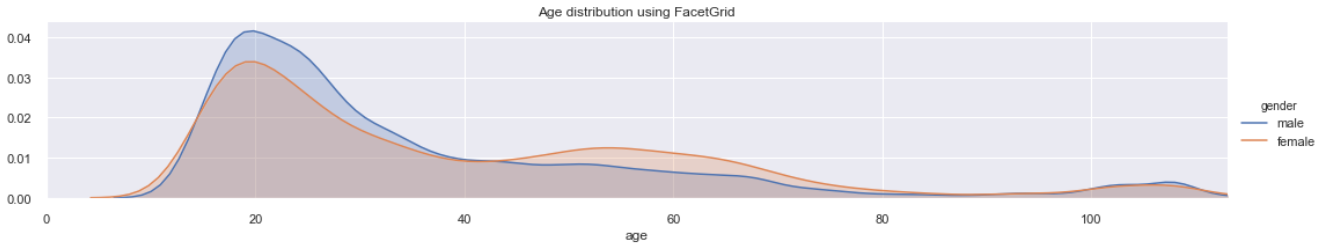 Age distribution using FacetGrid
0.04
0.03
0.02
0.01
0.00
0 20 40 60 80 100
age
gender
male
female